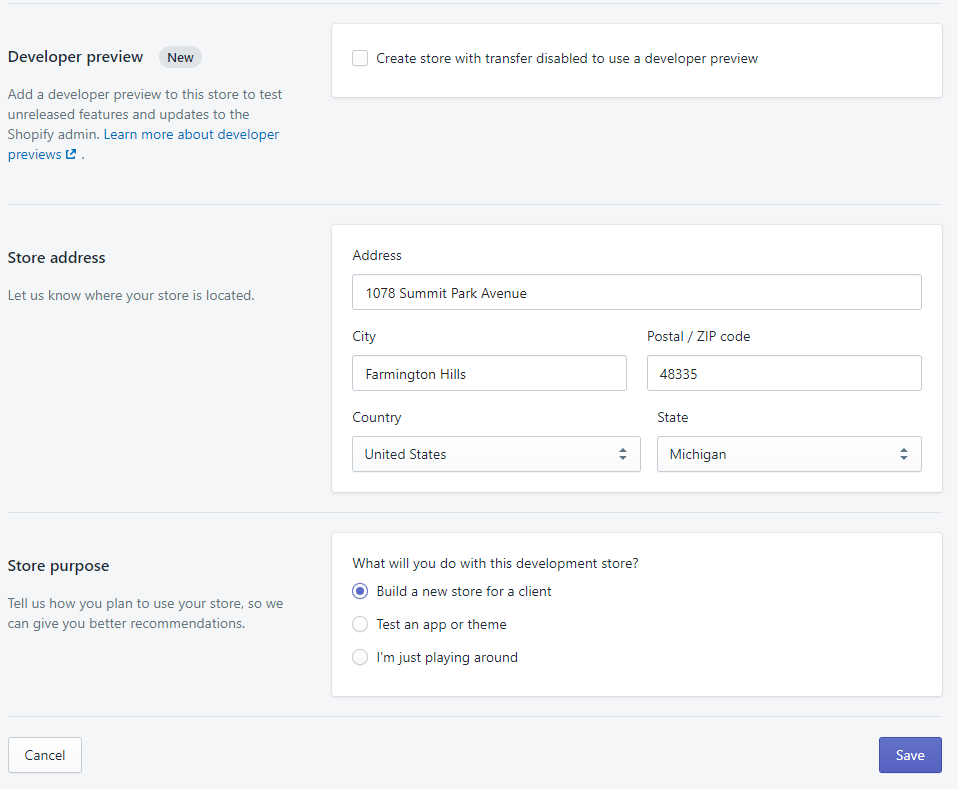 Developer preview New
Create store with transfer disabled to use a developer preview
Add a developer preview to this store to test
unreleased features and updates to the
Shopify admin. Learn more about developer
previews .
Store address
Let us know where your store is located.
Address
1078 Summit Park Avenue
City
Postal / ZIP code
Farmington Hills
48335
Country
State
United States
Michigan
Store purpose
Tell us how you plan to use your store, so we
can give you better recommendations.
What will you do with this development store?
Build a new store for a client
Test an app or theme
I'm just playing around
Cancel
Save